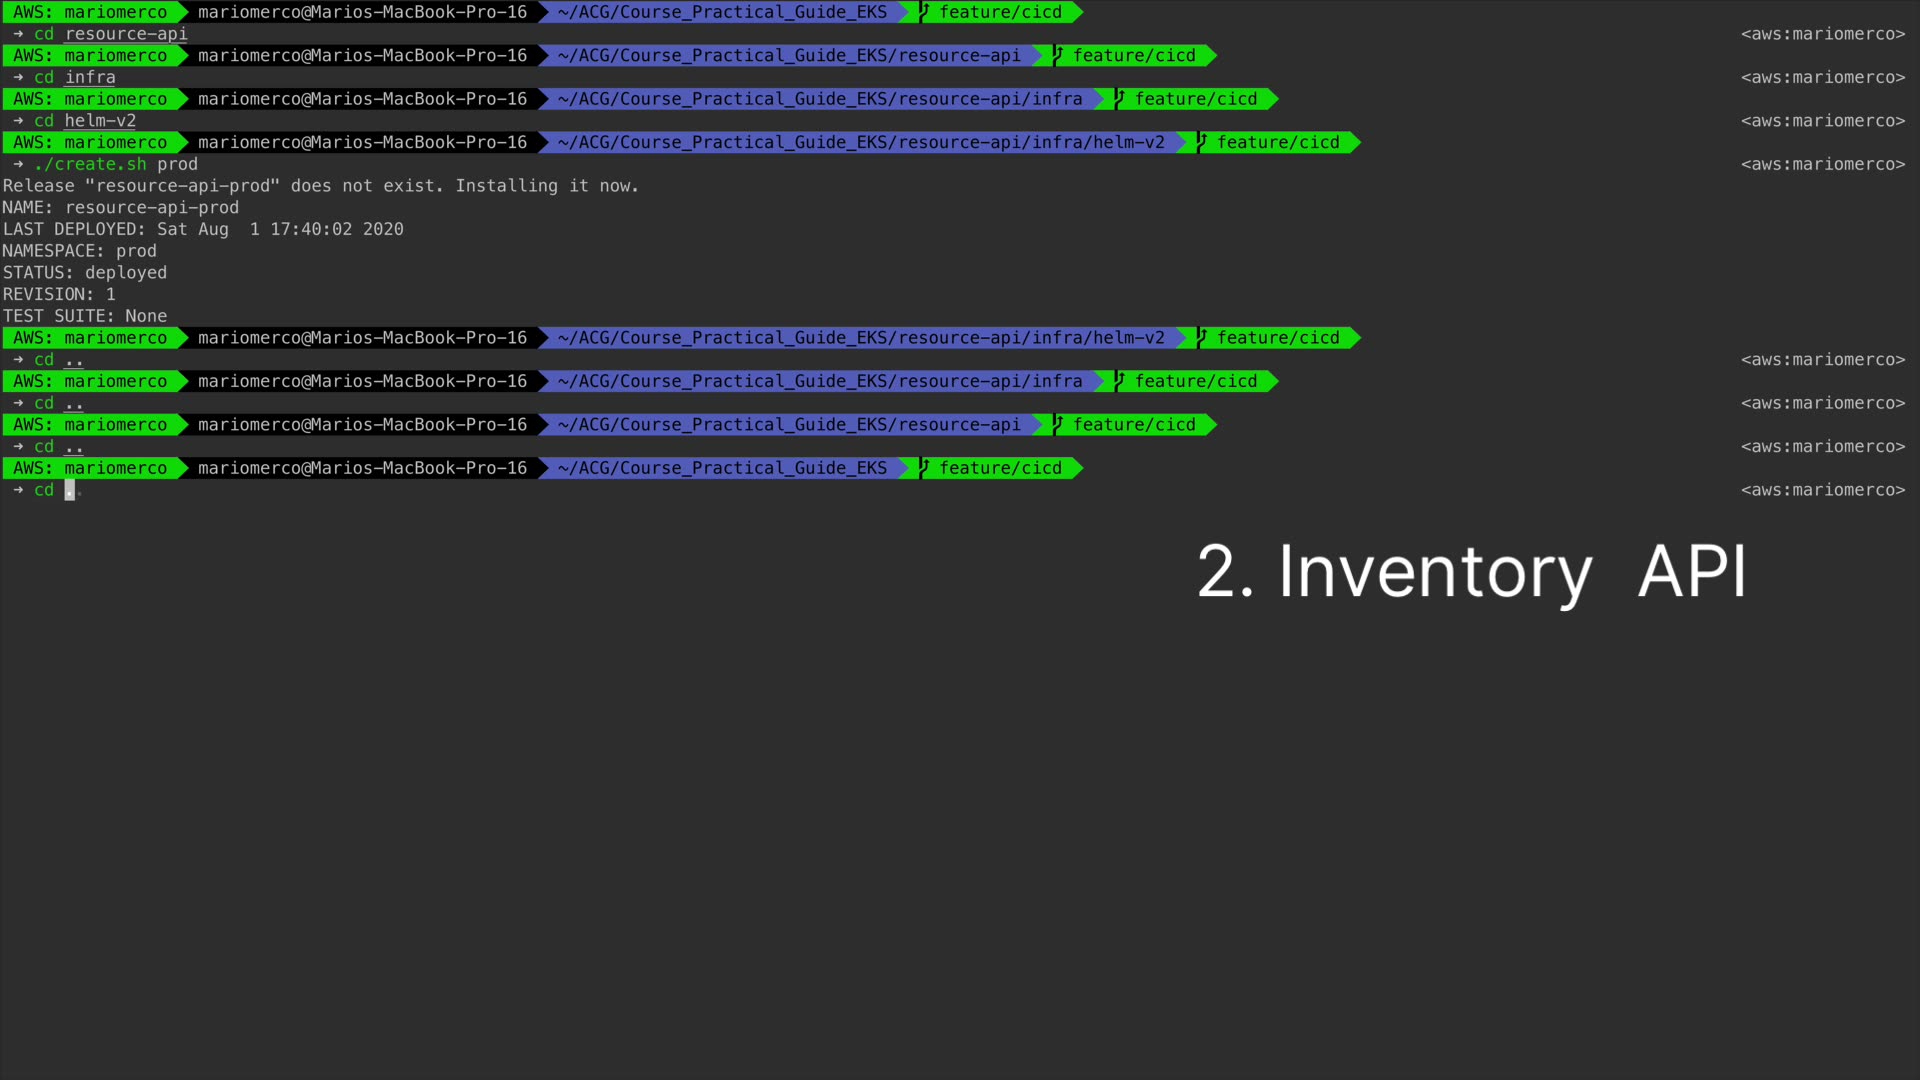 AWS: mariomerco mariomerco@Marios-MacBook-Pro-16 ~/ACG/Course_Practical_Guide_EKS feature/cicd
→ cd resource-api <aws:mariomerco>
AWS: mariomerco mariomerco@Marios-MacBook-Pro-16 ~/ACG/Course_Practical_Guide_EKS/resource-api feature/cicd
→ cd infra <aws:mariomerco>
AWS: mariomerco mariomerco@Marios-MacBook-Pro-16 ~/ACG/Course_Practical_Guide_EKS/resource-api/infra feature/cicd
→ cd helm-v2 <aws:mariomerco>
AWS: mariomerco mariomerco@Marios-MacBook-Pro-16 ~/ACG/Course_Practical_Guide_EKS/resource-api/infra/helm-v2 feature/cicd
→ ./create.sh prod <aws:mariomerco>
Release "resource-api-prod" does not exist. Installing it now.
NAME: resource-api-prod
LAST DEPLOYED: Sat Aug  1 17:40:02 2020
NAMESPACE: prod
STATUS: deployed
REVISION: 1
TEST SUITE: None
AWS: mariomerco mariomerco@Marios-MacBook-Pro-16 ~/ACG/Course_Practical_Guide_EKS/resource-api/infra/helm-v2 feature/cicd
→ cd .. <aws:mariomerco>
AWS: mariomerco mariomerco@Marios-MacBook-Pro-16 ~/ACG/Course_Practical_Guide_EKS/resource-api/infra feature/cicd
→ cd .. <aws:mariomerco>
AWS: mariomerco mariomerco@Marios-MacBook-Pro-16 ~/ACG/Course_Practical_Guide_EKS/resource-api feature/cicd
→ cd .. <aws:mariomerco>
AWS: mariomerco mariomerco@Marios-MacBook-Pro-16 ~/ACG/Course_Practical_Guide_EKS feature/cicd
→ cd .. <aws:mariomerco>
2. Inventory API